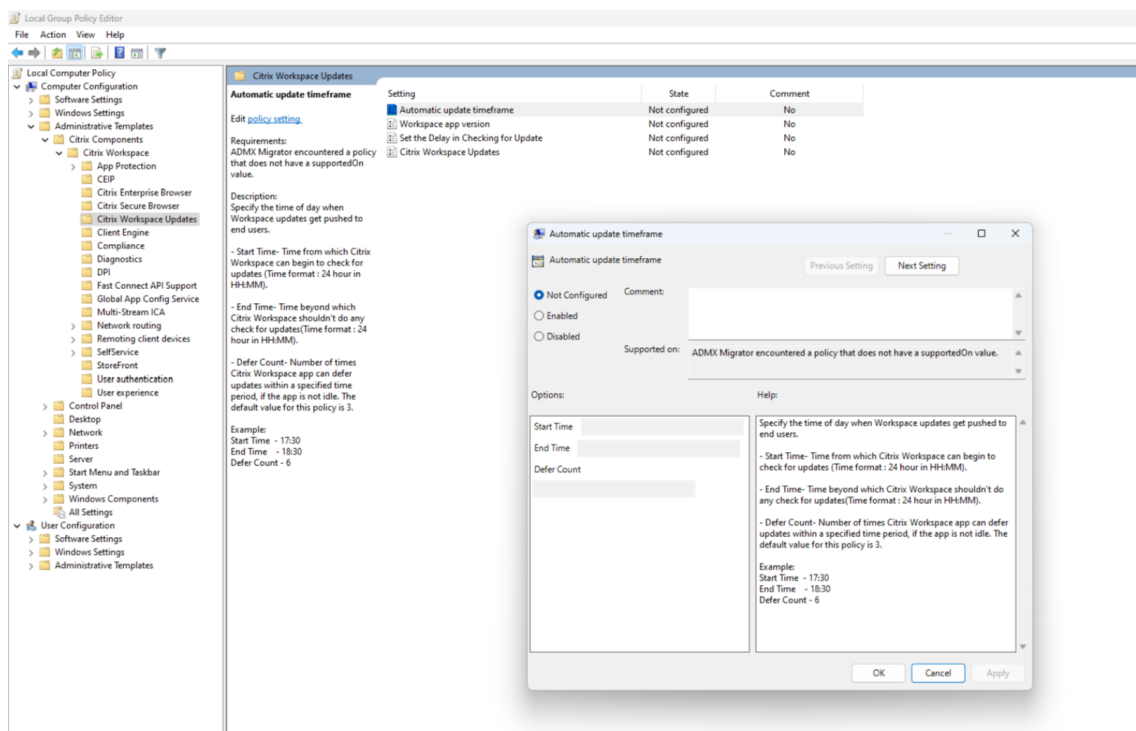 Local Group Policy Editor
File Action View Help
Local Computer Policy
Computer Configuration
Software Settings
Windows Settings
Administrative Templates
Citrix Components
Citrix Workspace
App Protection
CEIP
Citrix Enterprise Browser
Citrix Secure Browser
Citrix Workspace Updates
Client Engine
Compliance
Diagnostics
DPI
Fast Connect API Support
Global App Config Service
Multi-Stream ICA
Network routing
Remoting client devices
SelfService
StoreFront
User authentication
User experience
Control Panel
Desktop
Network
Printers
Server
Start Menu and Taskbar
System
Windows Components
All Settings
User Configuration
Software Settings
Windows Settings
Administrative Templates
Citrix Workspace Updates
Automatic update timeframe
Edit policy setting
Requirements:
ADMX Migrator encountered a policy
that does not have a supportedOn
value.
Description:
Specify the time of day when
Workspace updates get pushed to
end users.
- Start Time- Time from which Citrix
Workspace can begin to check for
updates (Time format : 24 hour in
HH:MM).
- End Time- Time beyond which
Citrix Workspace shouldn't do any
check for updates(Time format : 24
hour in HH:MM).
- Defer Count- Number of times
Citrix Workspace app can defer
updates within a specified time
period, if the app is not idle. The
default value for this policy is 3.
Example:
Start Time - 17:30
End Time - 18:30
Defer Count - 6
Setting State Comment
Automatic update timeframe Not configured No
Workspace app version Not configured No
Set the Delay in Checking for Update Not configured No
Citrix Workspace Updates Not configured No
Automatic update timeframe
Automatic update timeframe
Previous Setting Next Setting
Not Configured Comment:
Enabled
Disabled
Supported on: ADMX Migrator encountered a policy that does not have a supportedOn value.
Options: Help:
Start Time
End Time
Defer Count
Specify the time of day when Workspace updates get pushed to
end users.
- Start Time- Time from which Citrix Workspace can begin to
check for updates (Time format : 24 hour in HH:MM).
- End Time- Time beyond which Citrix Workspace shouldn't do
any check for updates(Time format : 24 hour in HH:MM).
- Defer Count- Number of times Citrix Workspace app can defer
updates within a specified time period, if the app is not idle. The
default value for this policy is 3.
Example:
Start Time - 17:30
End Time - 18:30
Defer Count - 6
OK Cancel Apply